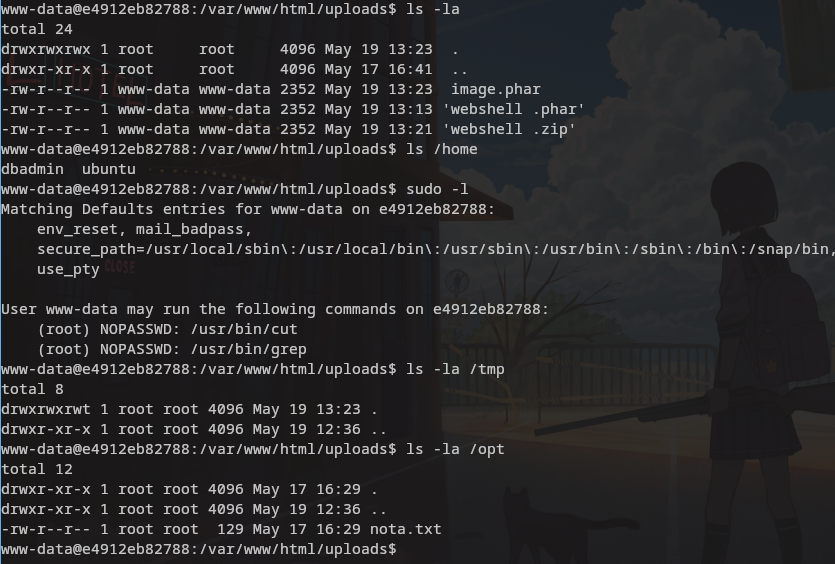 www-data@e4912eb82788:/var/www/html/uploads$ ls -la
total 24
drwxrwxrwx 1 root     root     4096 May 19 13:23  .
drwxr-xr-x 1 root     root     4096 May 17 16:41  ..
-rw-r--r-- 1 www-data www-data 2352 May 19 13:23  image.phar
-rw-r--r-- 1 www-data www-data 2352 May 19 13:13 'webshell .phar'
-rw-r--r-- 1 www-data www-data 2352 May 19 13:21 'webshell .zip'
www-data@e4912eb82788:/var/www/html/uploads$ ls /home
dbadmin  ubuntu
www-data@e4912eb82788:/var/www/html/uploads$ sudo -l
Matching Defaults entries for www-data on e4912eb82788:
    env_reset, mail_badpass,
    secure_path=/usr/local/sbin\:/usr/local/bin\:/usr/sbin\:/usr/bin\:/sbin\:/bin\:/snap/bin,
    use_pty
CLOSE
User www-data may run the following commands on e4912eb82788:
    (root) NOPASSWD: /usr/bin/cut
    (root) NOPASSWD: /usr/bin/grep
www-data@e4912eb82788:/var/www/html/uploads$ ls -la /tmp
total 8
drwxrwxrwt 1 root root 4096 May 19 13:23 .
drwxr-xr-x 1 root root 4096 May 19 12:36 ..
www-data@e4912eb82788:/var/www/html/uploads$ ls -la /opt
total 12
drwxr-xr-x 1 root root 4096 May 17 16:29 .
drwxr-xr-x 1 root root 4096 May 19 12:36 ..
-rw-r--r-- 1 root root  129 May 17 16:29 nota.txt
www-data@e4912eb82788:/var/www/html/uploads$